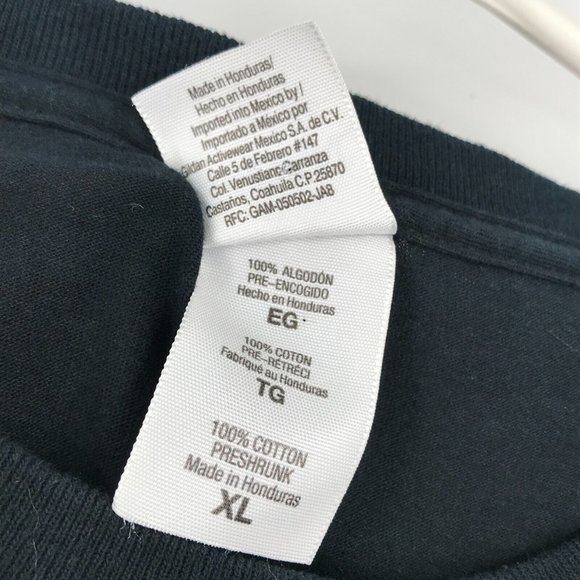 Made in Honduras/
Hecho en Honduras
Imported into Mexico by /
Importado a México por
Gildan Activewear Mexico S.A. de C.V.
Calle 5 de Febrero #147
Col. Venustiano Carranza
Castaños, Coahuila C.P. 25870
RFC: GAM-050502-JA8
100% ALGODÓN
PRE-ENCOGIDO
Hecho en Honduras
EG
100% COTON
PRE-RÉTRÉCI
Fabriqué au Honduras
TG
100% COTTON
PRESHRUNK
Made in Honduras
XL